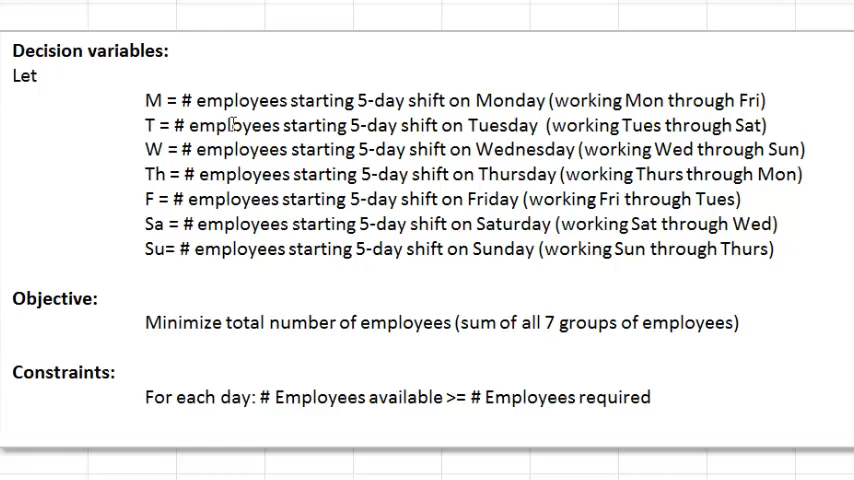 Decision variables:
Let
M = # employees starting 5-day shift on Monday (working Mon through Fri)
T = # employees starting 5-day shift on Tuesday (working Tues through Sat)
W = # employees starting 5-day shift on Wednesday (working Wed through Sun)
Th = # employees starting 5-day shift on Thursday (working Thurs through Mon)
F = # employees starting 5-day shift on Friday (working Fri through Tues)
Sa = # employees starting 5-day shift on Saturday (working Sat through Wed)
Su= # employees starting 5-day shift on Sunday (working Sun through Thurs)
Objective:
Minimize total number of employees (sum of all 7 groups of employees)
Constraints:
For each day: # Employees available >= # Employees required